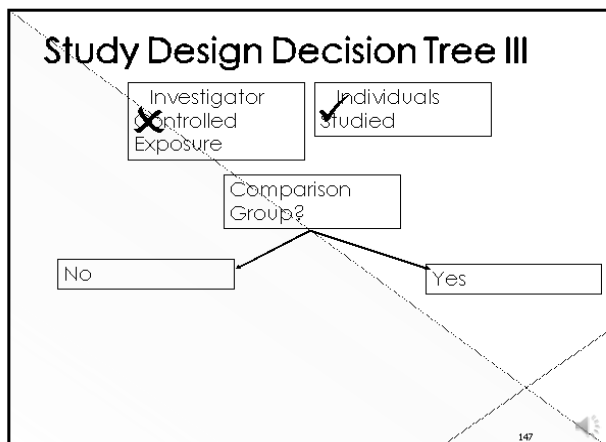 Study Design Decision Tree III
Investigator
Controlled
Exposure
Individuals
Studied
Comparison
Group?
No
Yes
147